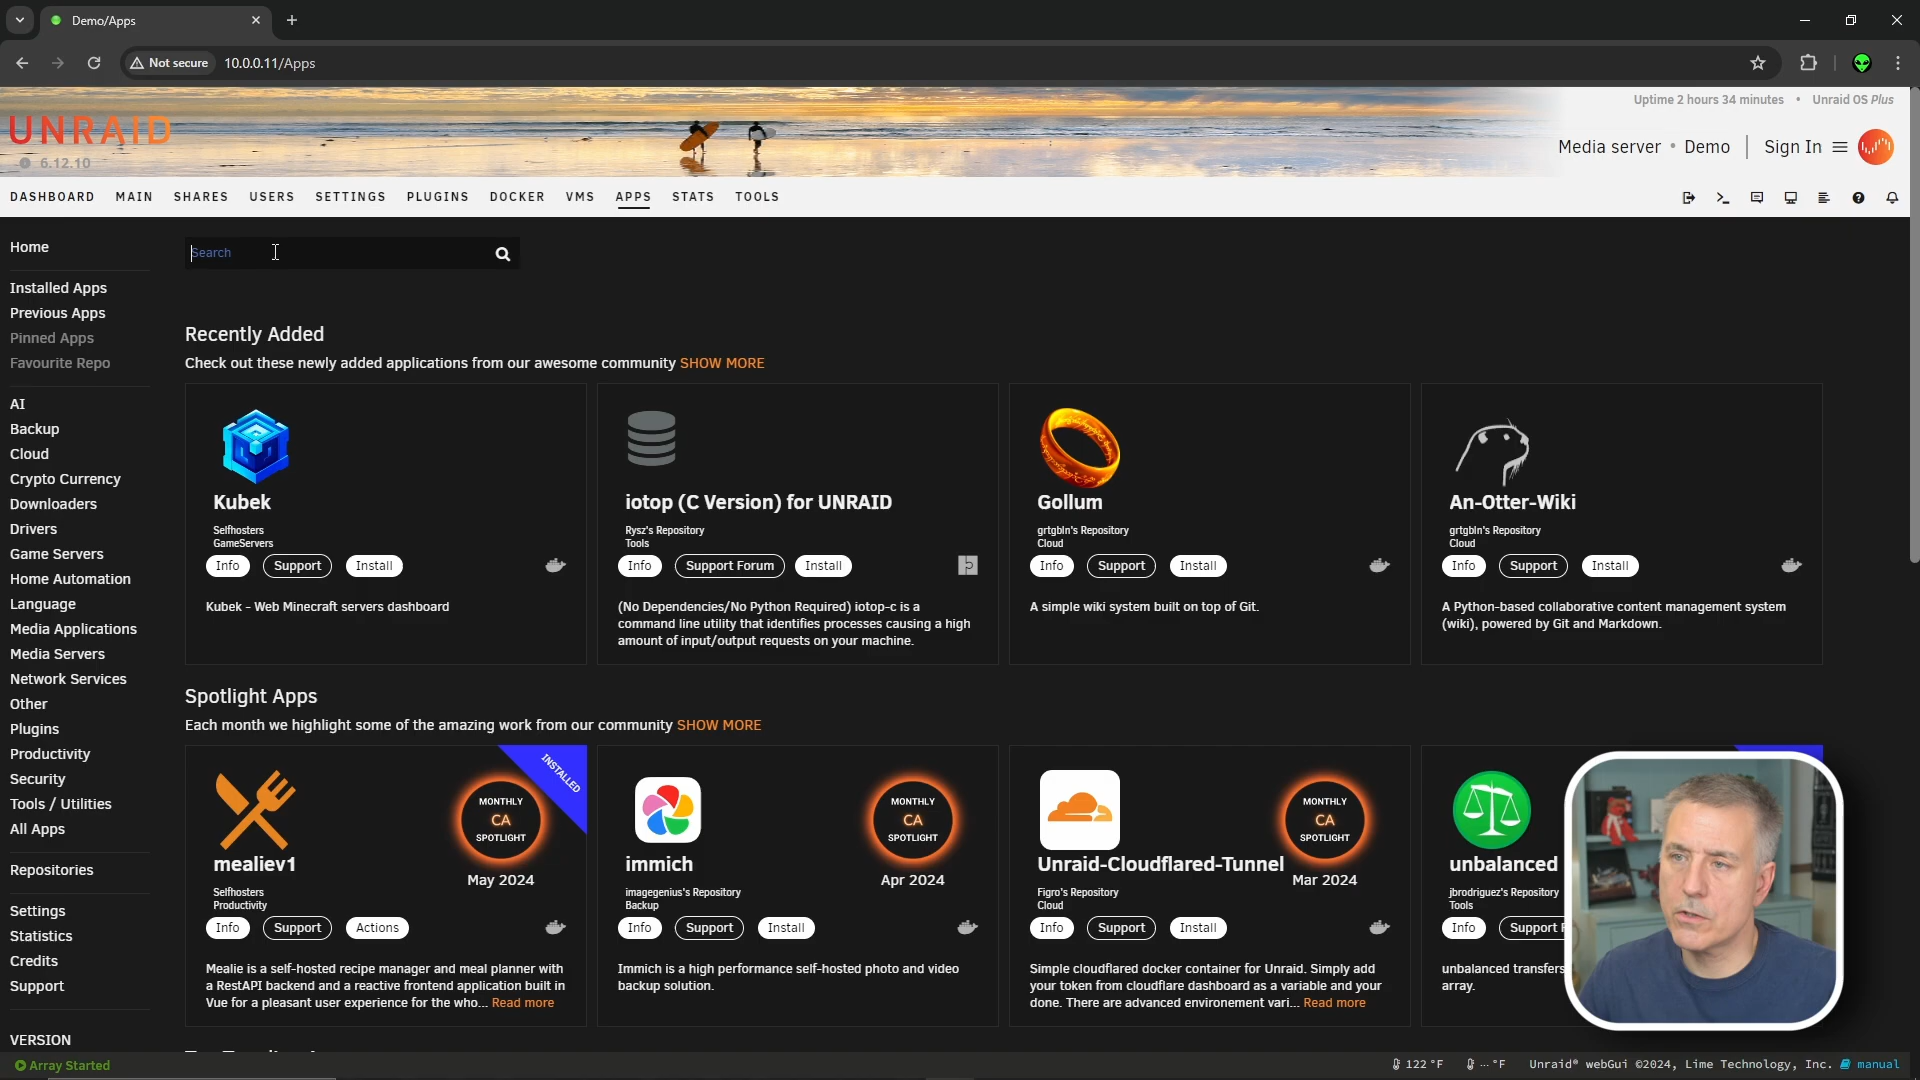 Demo/Apps
Not secure
10.0.0.11/Apps
Uptime 2 hours 34 minutes • Unraid OS Plus
UNRAID
6.12.10
Media server • Demo
Sign In
DASHBOARD MAIN SHARES USERS SETTINGS PLUGINS DOCKER VMS APPS STATS TOOLS
Home
Installed Apps
Previous Apps
Pinned Apps
Favourite Repo
AI
Backup
Cloud
Crypto Currency
Downloaders
Drivers
Game Servers
Home Automation
Language
Media Applications
Media Servers
Network Services
Other
Plugins
Productivity
Security
Tools / Utilities
All Apps
Repositories
Settings
Statistics
Credits
Support
VERSION
Search
Recently Added
Check out these newly added applications from our awesome community SHOW MORE
Kubek
Selfhosters
GameServers
Info Support Install
Kubek - Web Minecraft servers dashboard
iotop (C Version) for UNRAID
Rysz's Repository
Tools
Info Support Forum Install
(No Dependencies/No Python Required) iotop-c is a
command line utility that identifies processes causing a high
amount of input/output requests on your machine.
Gollum
grtgbln's Repository
Cloud
Info Support Install
A simple wiki system built on top of Git.
An-Otter-Wiki
grtgbln's Repository
Cloud
Info Support Install
A Python-based collaborative content management system
(wiki), powered by Git and Markdown.
Spotlight Apps
Each month we highlight some of the amazing work from our community SHOW MORE
INSTALLED
MONTHLY
CA
SPOTLIGHT
May 2024
mealiev1
Selfhosters
Productivity
Info Support Actions
Mealie is a self-hosted recipe manager and meal planner with
a RestAPI backend and a reactive frontend application built in
Vue for a pleasant user experience for the who... Read more
MONTHLY
CA
SPOTLIGHT
Apr 2024
immich
imagegenius's Repository
Backup
Info Support Install
Immich is a high performance self-hosted photo and video
backup solution.
MONTHLY
CA
SPOTLIGHT
Mar 2024
Unraid-Cloudflared-Tunnel
Figro's Repository
Cloud
Info Support Install
Simple cloudflared docker container for Unraid. Simply add
your token from cloudflare dashboard as a variable and your
done. There are advanced environement vari... Read more
unbalanced
jbrodriguez's Repository
Tools
Info Support F
unbalanced transfers
array.
Array Started
122 °F
-- °F
Unraid® webGui ©2024, Lime Technology, Inc.
manual